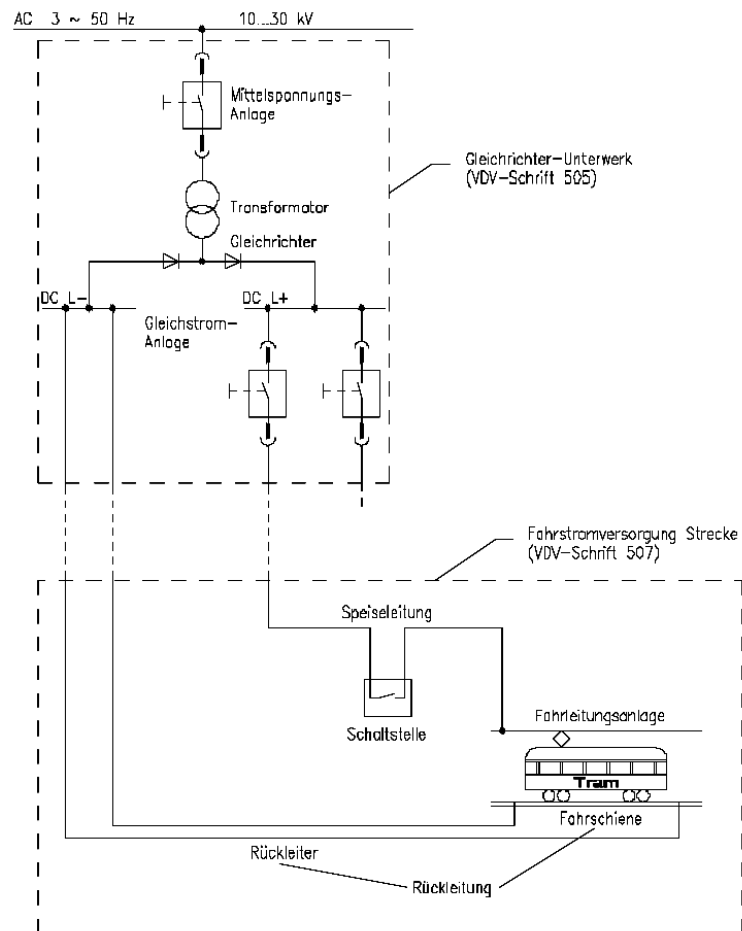 AC 3 ~ 50 Hz 10...30 kV
Mittelspannungs-
Anlage
Gleichrichter-Unterwerk
(VDV-Schrift 505)
Transformator
Gleichrichter
DC L-
DC L+
Gleichstrom-
Anlage
Fahrstromversorgung Strecke
(VDV-Schrift 507)
Speiseleitung
Schaltstelle
Fahrleitungsanlage
Tram
Fahrschiene
Rückleiter
Rückleitung